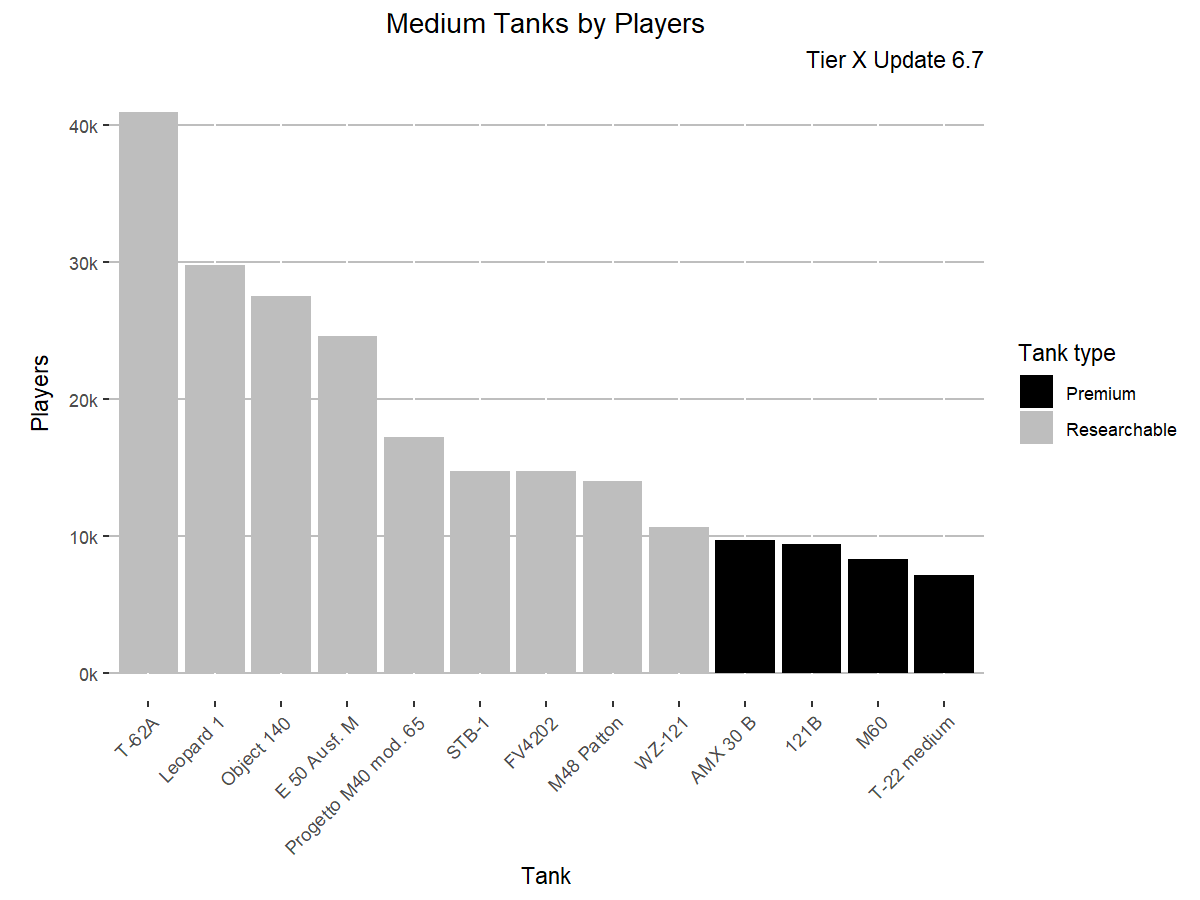 Medium Tanks by Players
Tier X Update 6.7
Players
40k
30k
20k
10k
0k
T-62A
Leopard 1
Object 140
E 50 Ausf. M
Progetto M40 mod. 65
STB-1
FV4202
M48 Patton
WZ-121
AMX 30 B
121B
M60
T-22 medium
Tank
Tank type
Premium
Researchable